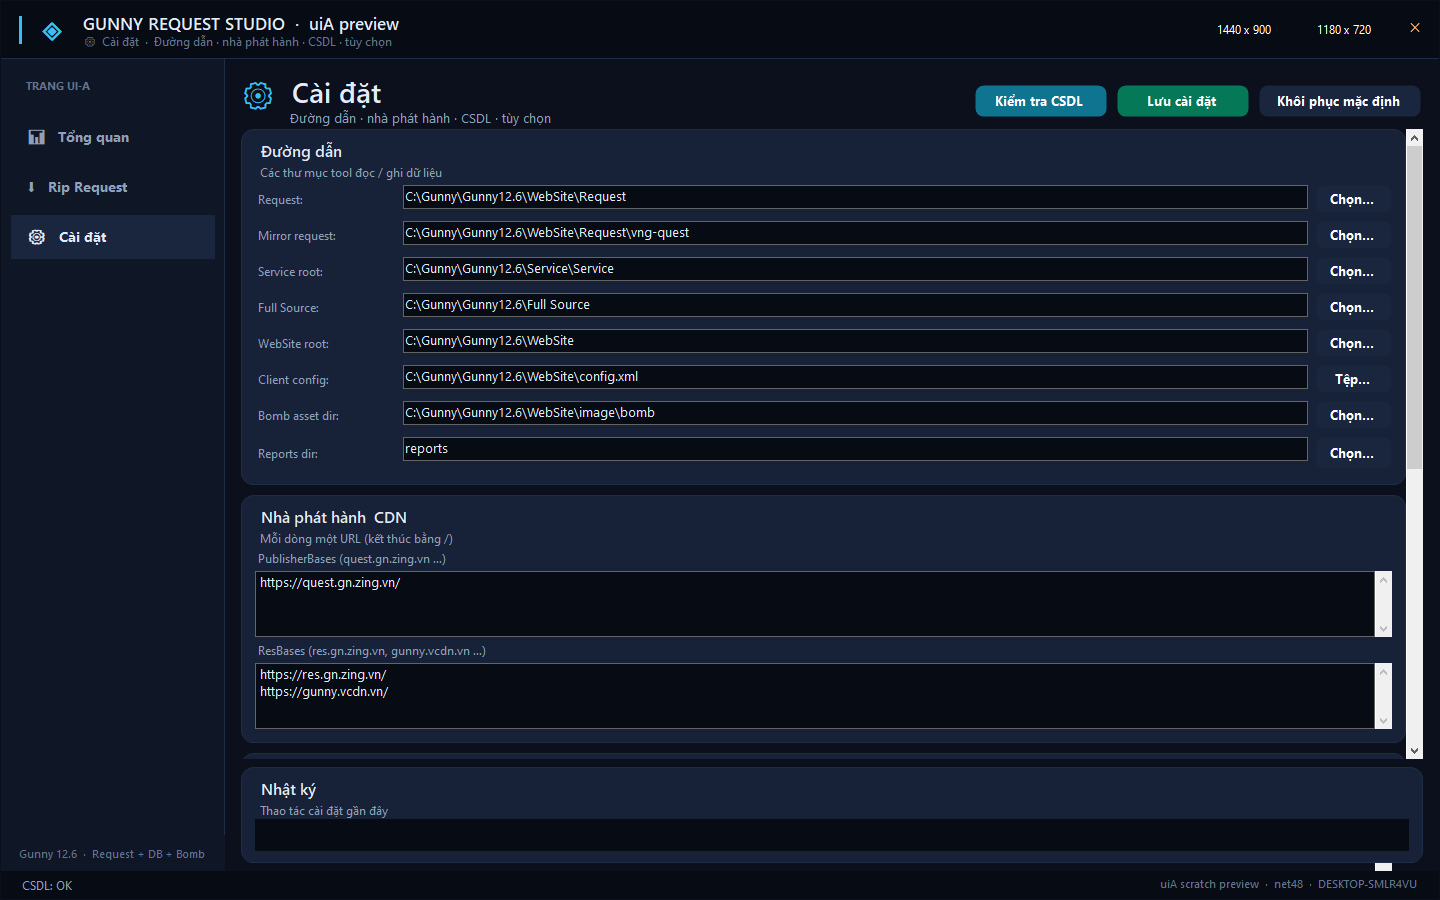 GUNNY REQUEST STUDIO · uiA preview
Cài đặt · Đường dẫn · nhà phát hành · CSDL · tùy chọn
1440 x 900
1180 x 720
TRANG UI-A
Tổng quan
Rip Request
Cài đặt
Cài đặt
Đường dẫn · nhà phát hành · CSDL · tùy chọn
Kiểm tra CSDL
Lưu cài đặt
Khôi phục mặc định
Đường dẫn
Các thư mục tool đọc / ghi dữ liệu
Request: C:\Gunny\Gunny12.6\WebSite\Request Chọn...
Mirror request: C:\Gunny\Gunny12.6\WebSite\Request\vng-quest Chọn...
Service root: C:\Gunny\Gunny12.6\Service\Service Chọn...
Full Source: C:\Gunny\Gunny12.6\Full Source Chọn...
WebSite root: C:\Gunny\Gunny12.6\WebSite Chọn...
Client config: C:\Gunny\Gunny12.6\WebSite\config.xml Tệp...
Bomb asset dir: C:\Gunny\Gunny12.6\WebSite\image\bomb Chọn...
Reports dir: reports Chọn...
Nhà phát hành CDN
Mỗi dòng một URL (kết thúc bằng /)
PublisherBases (quest.gn.zing.vn ...)
https://quest.gn.zing.vn/
ResBases (res.gn.zing.vn, gunny.vcdn.vn ...)
https://res.gn.zing.vn/
https://gunny.vcdn.vn/
Nhật ký
Thao tác cài đặt gần đây
Gunny 12.6 · Request + DB + Bomb
CSDL: OK
uiA scratch preview · net48 · DESKTOP-SMLR4VU